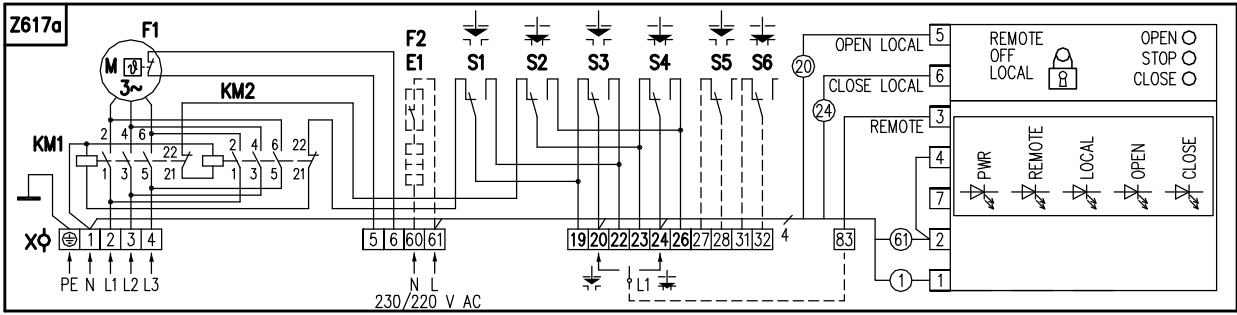 Z617a
F1
M
ϑ
3~
KM1
KM2
2 4 6 22 2 4 6 22
1 3 5 21 1 3 5 21
F2
E1
S1 S2 S3 S4 S5 S6
X
1 2 3 4 5 6 60 61 19 20 22 23 24 26 27 28 31 32 4 83
PE N L1 L2 L3
N L
230/220 V AC
L1
20
24
61
1
OPEN LOCAL 5
CLOSE LOCAL 6
REMOTE 3
4
7
2
1
REMOTE
OFF
LOCAL
OPEN
STOP
CLOSE
PWR
REMOTE
LOCAL
OPEN
CLOSE